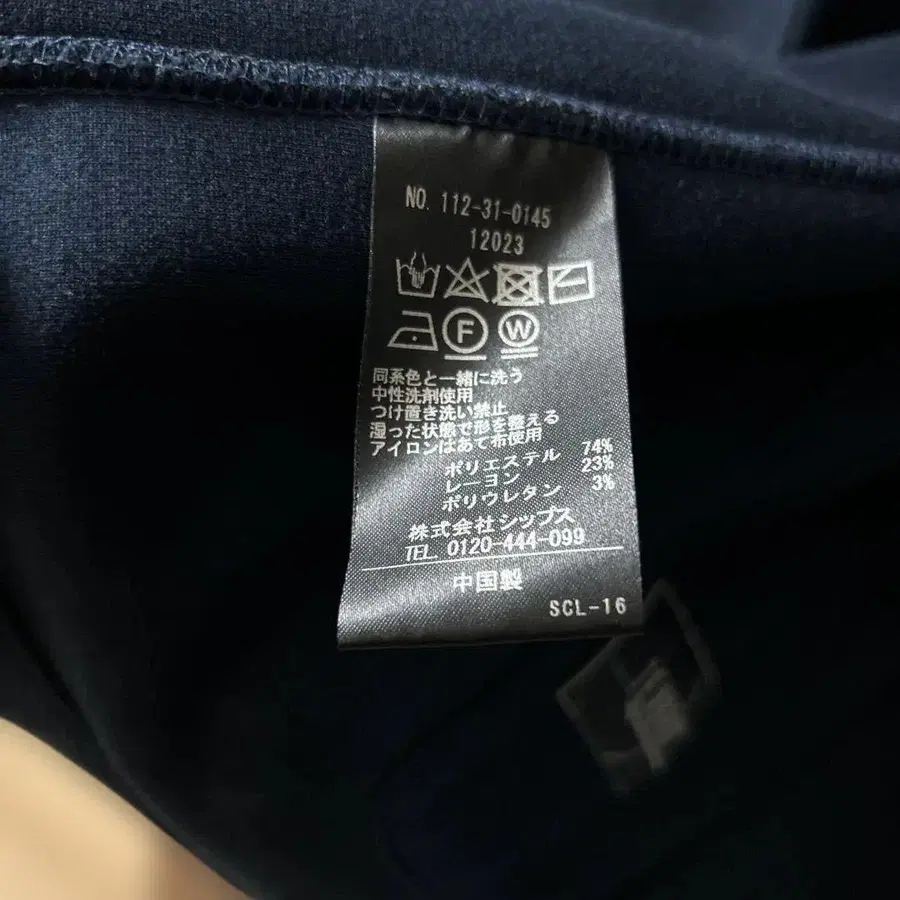 NO. 112-31-0145
12023
F W
同系色と一緒に洗う
中性洗剤使用
つけ置き洗い禁止
湿った状態で形を整える
アイロンはあて布使用
ポリエステル 74%
レーヨン 23%
ポリウレタン 3%
株式会社シップス
TEL 0120-444-099
中国製
SCL-16